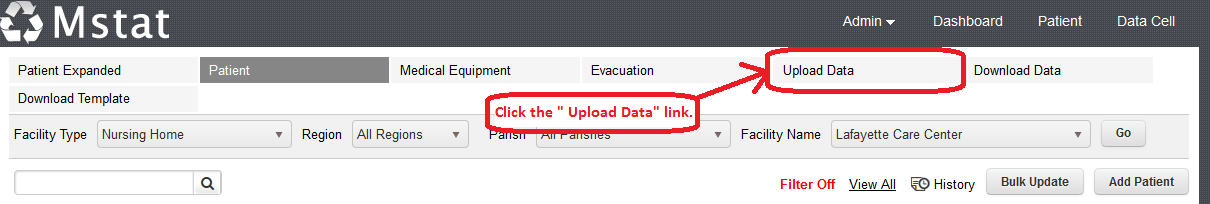 Mstat
Admin Dashboard Patient Data Cell
Patient Expanded Patient Medical Equipment Evacuation Upload Data Download Data
Download Template
Click the " Upload Data" link.
Facility Type Nursing Home Region All Regions Parish All Parishes Facility Name Lafayette Care Center Go
Filter Off View All History Bulk Update Add Patient